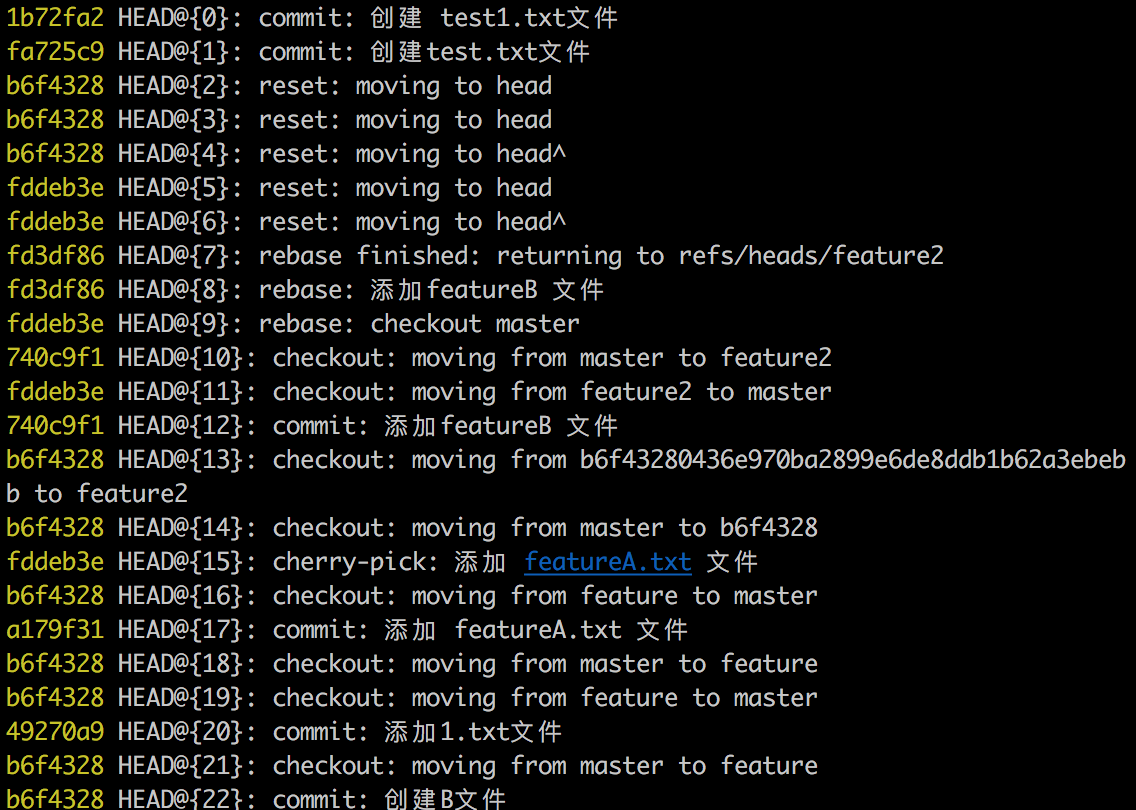 1b72fa2 HEAD@{0}: commit: 创建 test1.txt文件
fa725c9 HEAD@{1}: commit: 创建test.txt文件
b6f4328 HEAD@{2}: reset: moving to head
b6f4328 HEAD@{3}: reset: moving to head
b6f4328 HEAD@{4}: reset: moving to head^
fddeb3e HEAD@{5}: reset: moving to head
fddeb3e HEAD@{6}: reset: moving to head^
fd3df86 HEAD@{7}: rebase finished: returning to refs/heads/feature2
fd3df86 HEAD@{8}: rebase: 添加featureB 文件
fddeb3e HEAD@{9}: rebase: checkout master
740c9f1 HEAD@{10}: checkout: moving from master to feature2
fddeb3e HEAD@{11}: checkout: moving from feature2 to master
740c9f1 HEAD@{12}: commit: 添加featureB 文件
b6f4328 HEAD@{13}: checkout: moving from b6f43280436e970ba2899e6de8ddb1b62a3ebeb
b to feature2
b6f4328 HEAD@{14}: checkout: moving from master to b6f4328
fddeb3e HEAD@{15}: cherry-pick: 添加 featureA.txt 文件
b6f4328 HEAD@{16}: checkout: moving from feature to master
a179f31 HEAD@{17}: commit: 添加 featureA.txt 文件
b6f4328 HEAD@{18}: checkout: moving from master to feature
b6f4328 HEAD@{19}: checkout: moving from feature to master
49270a9 HEAD@{20}: commit: 添加1.txt文件
b6f4328 HEAD@{21}: checkout: moving from master to feature
b6f4328 HEAD@{22}: commit: 创建B文件